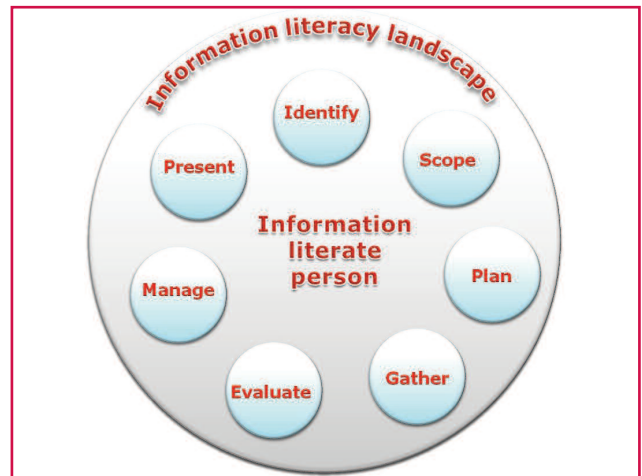 Information literacy landscape
Identify
Scope
Plan
Gather
Evaluate
Manage
Present
Information
literate
person